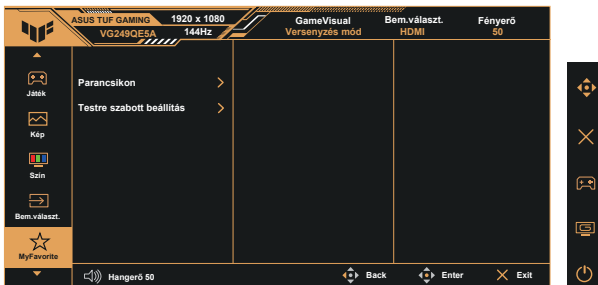 ASUS TUF GAMING 1920 x 1080
VG249QE5A 144Hz
GameVisual
Versenyzés mód
Bem.választ.
HDMI
Fényerő
50
Játék
Kép
Szín
Bem.választ.
MyFavorite
Parancsikon
Testre szabott beállítás
Hangerő 50
Back
Enter
Exit